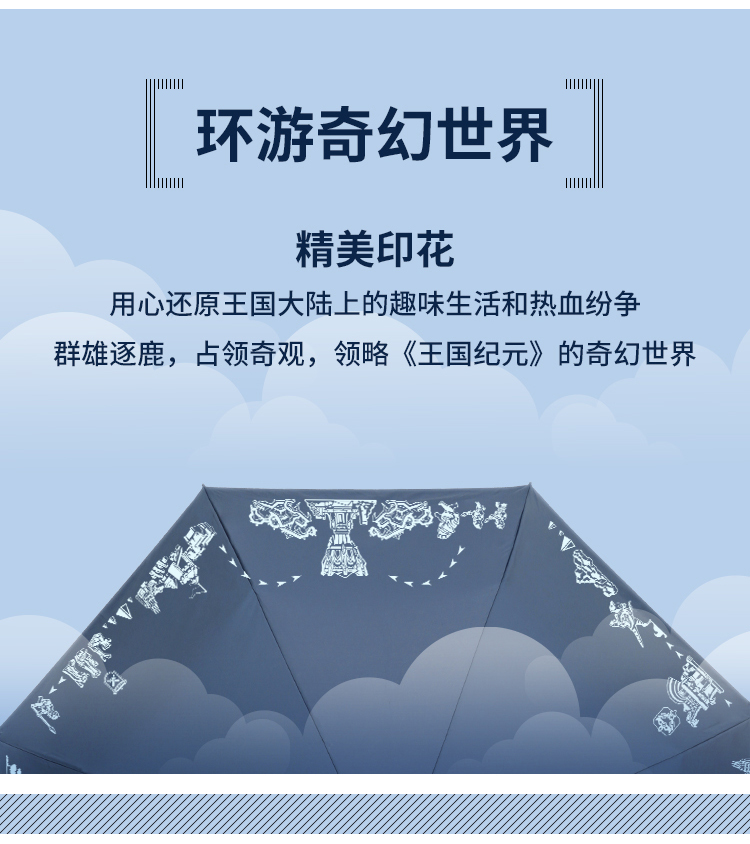 环游奇幻世界
精美印花
用心还原王国大陆上的趣味生活和热血纷争
群雄逐鹿，占领奇观，领略《王国纪元》的奇幻世界